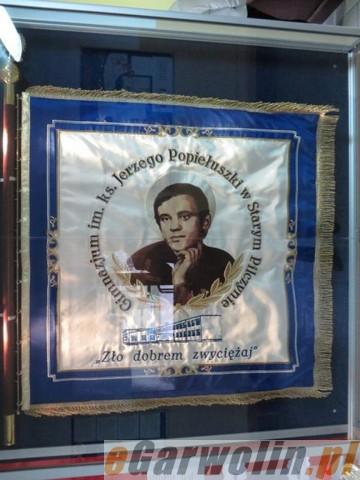 Gimnazjum im. ks. Jerzego Popiełuszki w Starym Pilczynie
„Zło dobrem zwyciężaj"
eGarwolin.pl